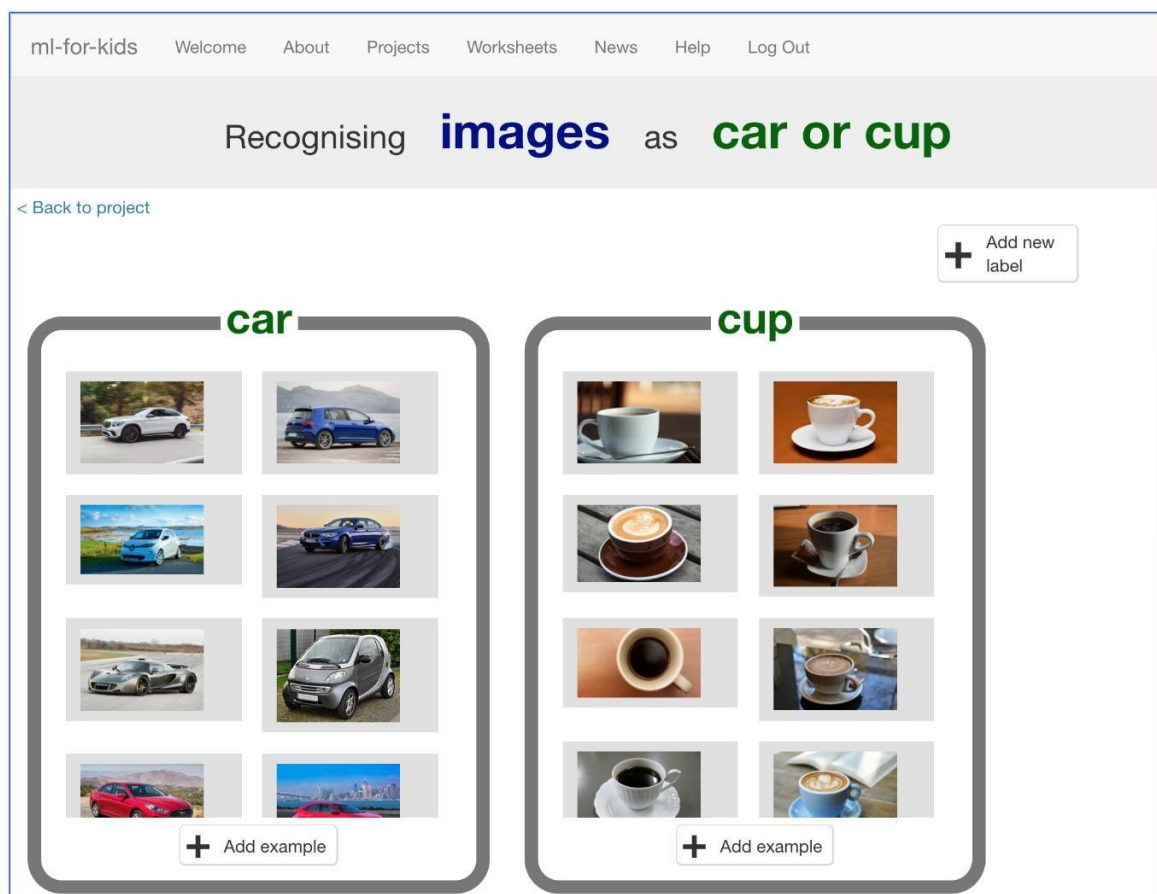 ml-for-kids Welcome About Projects Worksheets News Help Log Out
Recognising images as car or cup
< Back to project
+ Add new
label
car cup
+ Add example + Add example